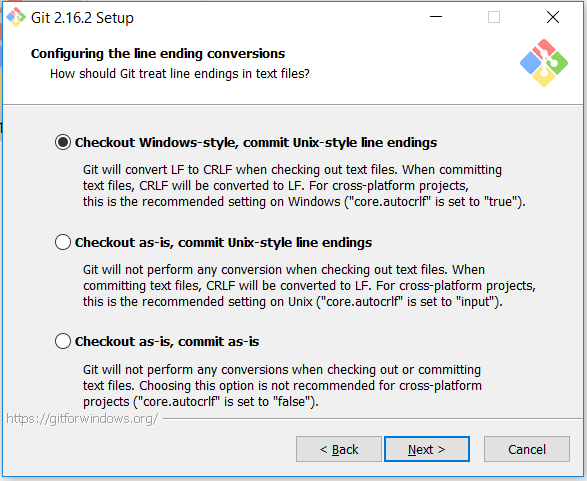 Git 2.16.2 Setup
Configuring the line ending conversions
How should Git treat line endings in text files?
Checkout Windows-style, commit Unix-style line endings
Git will convert LF to CRLF when checking out text files. When committing
text files, CRLF will be converted to LF. For cross-platform projects,
this is the recommended setting on Windows ("core.autocrlf" is set to "true").
Checkout as-is, commit Unix-style line endings
Git will not perform any conversion when checking out text files. When
committing text files, CRLF will be converted to LF. For cross-platform projects,
this is the recommended setting on Unix ("core.autocrlf" is set to "input").
Checkout as-is, commit as-is
Git will not perform any conversions when checking out or committing
text files. Choosing this option is not recommended for cross-platform
projects ("core.autocrlf" is set to "false").
https://gitforwindows.org/
< Back Next > Cancel